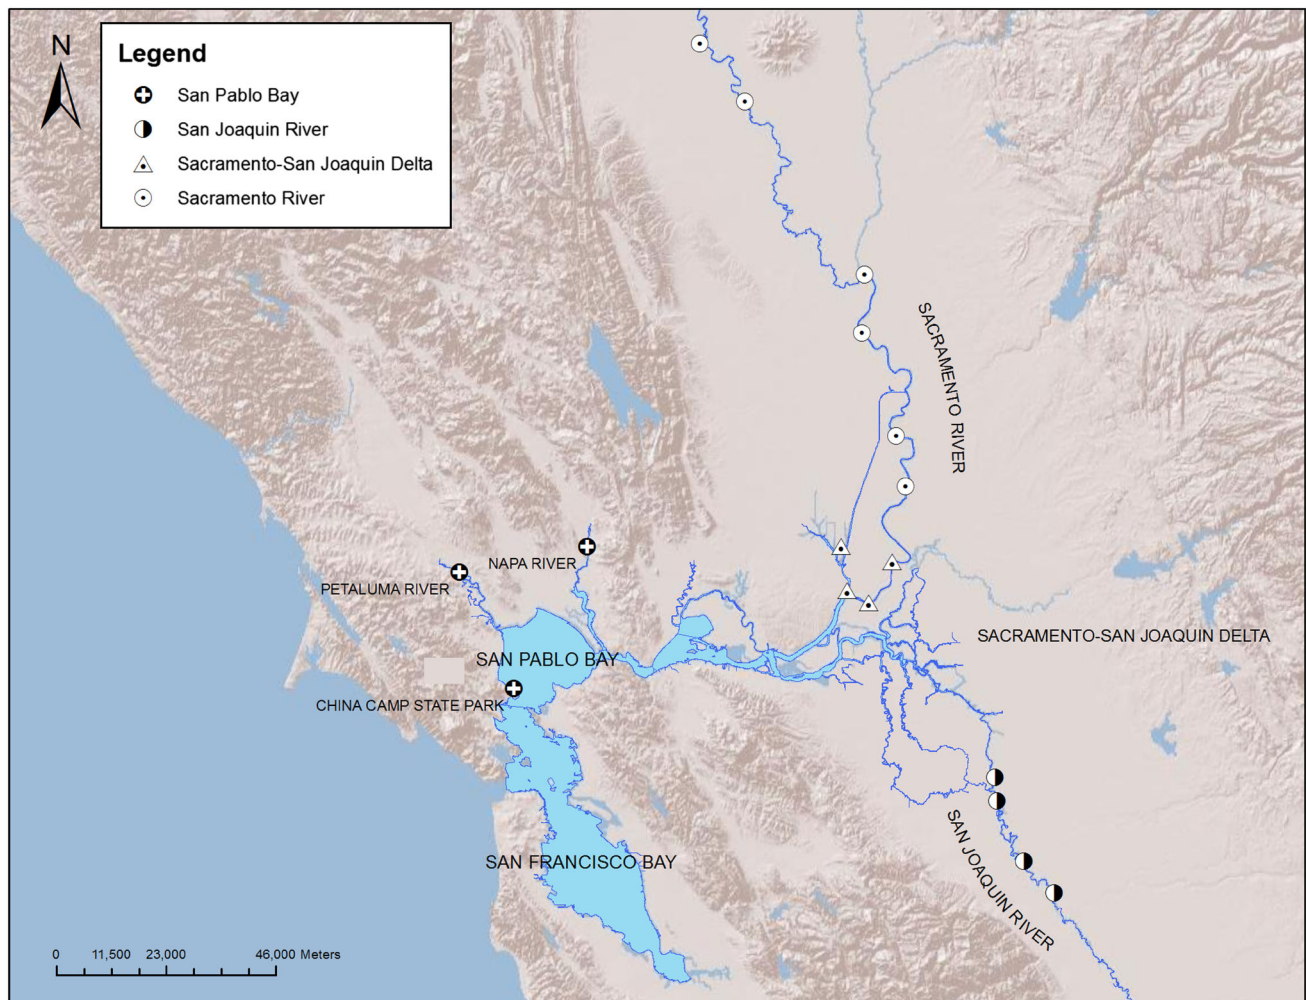 N
Legend
San Pablo Bay
San Joaquin River
Sacramento-San Joaquin Delta
Sacramento River
SACRAMENTO RIVER
NAPA RIVER
PETALUMA RIVER
SACRAMENTO-SAN JOAQUIN DELTA
SAN PABLO BAY
CHINA CAMP STATE PARK
SAN JOAQUIN RIVER
SAN FRANCISCO BAY
0 11,500 23,000 46,000 Meters